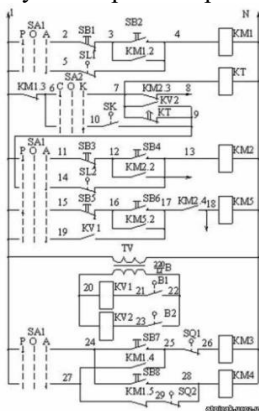 1 N
SA1 SB1 SB2
Р О А 2 3 4 KM1
SL1 KM1.2
5 KT
SA2
KM1.3 6 С О К 7 KM2.3 8
KV2
SK KT
10 9
SA1 SB3 SB4
Р О А 11 12 13 KM2
SL2 KM2.2
14
SB5 SB6 KM5
15 16 17 KM2.4 18
KM5.2
19 KV1
TV
KV1 B1
20 21 22
KV2 B2
23
SA1 SB7 SQ1 KM3
Р О А 24 25 26
KM1.4
SB8 KM4
27 28
KM1.5 29 SQ2